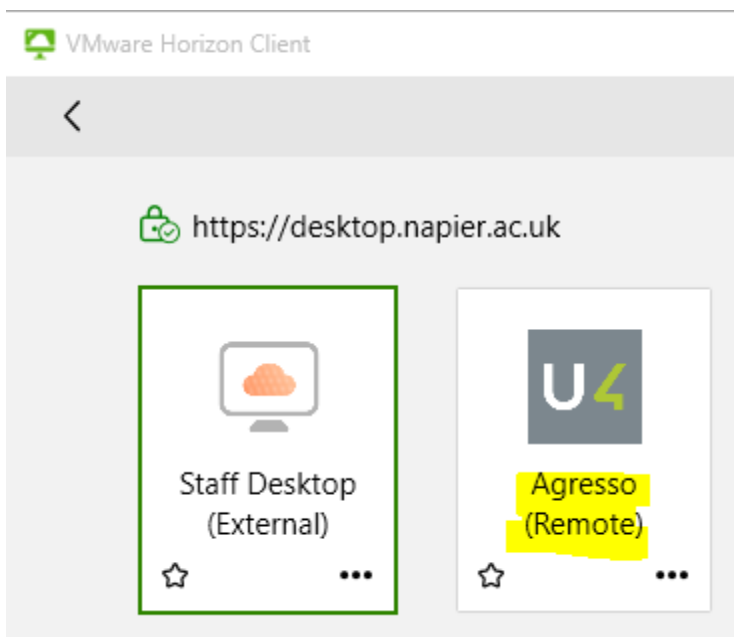 VMware Horizon Client
https://desktop.napier.ac.uk
Staff Desktop
(External)
U4
Agresso
(Remote)